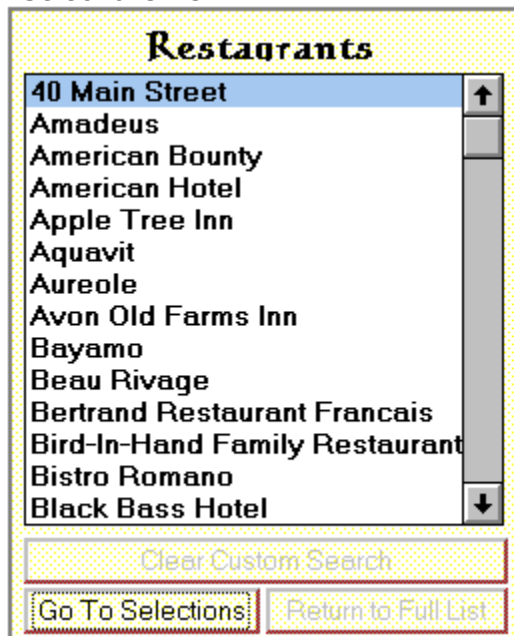 Restaurants
40 Main Street
Amadeus
American Bounty
American Hotel
Apple Tree Inn
Aquavit
Aureole
Avon Old Farms Inn
Bayamo
Beau Rivage
Bertrand Restaurant Francais
Bird-In-Hand Family Restaurant
Bistro Romano
Black Bass Hotel
Clear Custom Search
Go To Selections Return to Full List